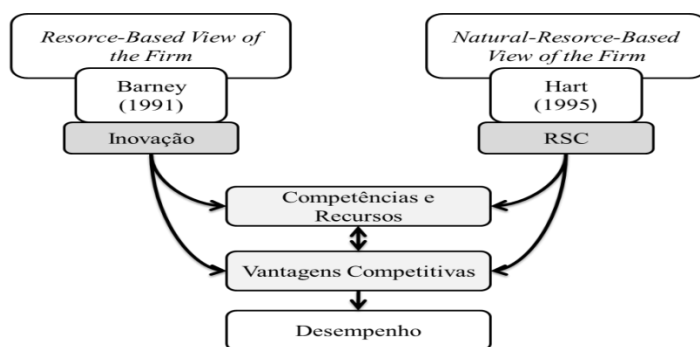 Resorce-Based View of
the Firm
Barney
(1991)
Inovação
Natural-Resorce-Based
View of the Firm
Hart
(1995)
RSC
Competências e
Recursos
Vantagens Competitivas
Desempenho